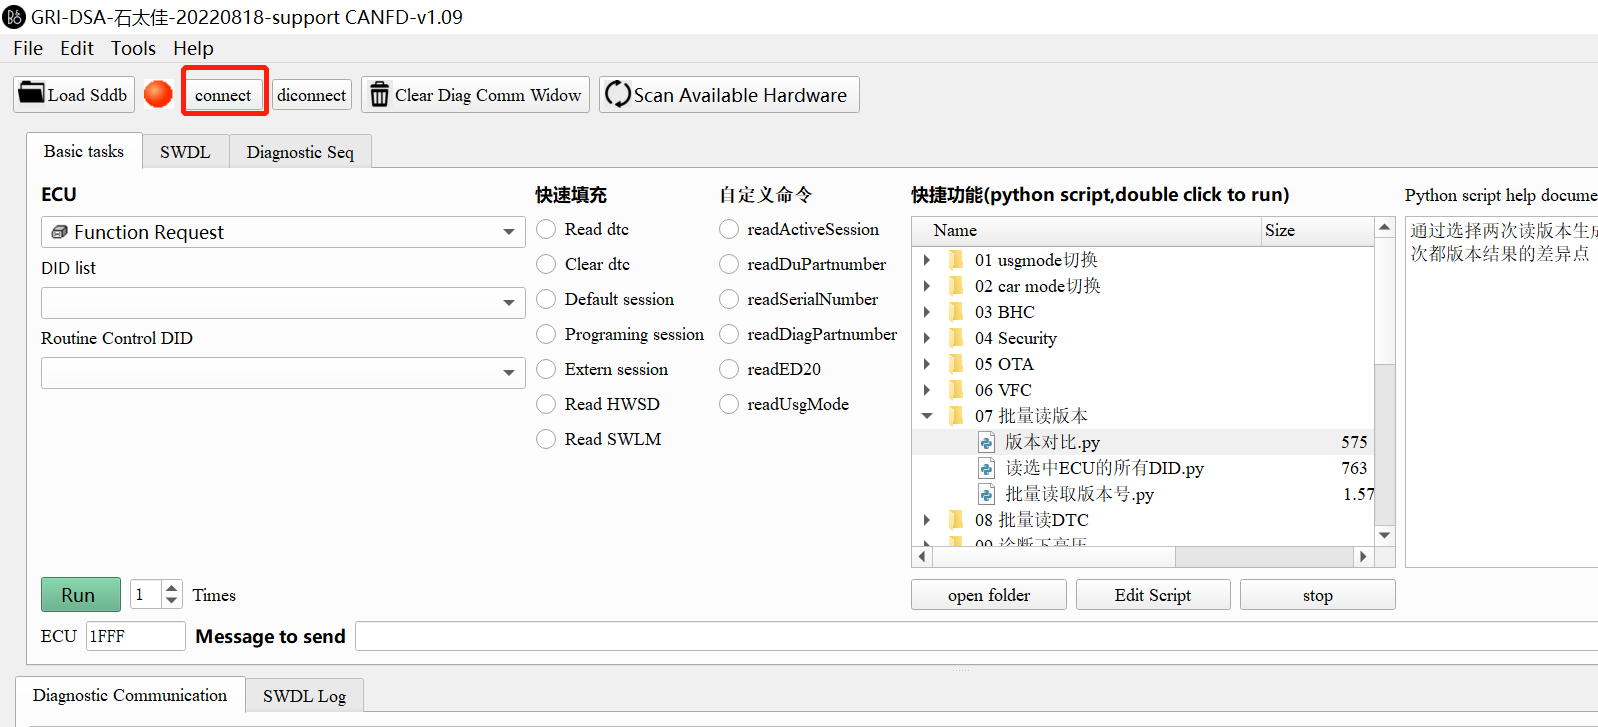 GRI-DSA-石太佳-20220818-support CANFD-v1.09
File Edit Tools Help
Load Sddb connect diconnect Clear Diag Comm Widow Scan Available Hardware
Basic tasks SWDL Diagnostic Seq
ECU
Function Request
DID list
Routine Control DID
快速填充
Read dtc
Clear dtc
Default session
Programing session
Extern session
Read HWSD
Read SWLM
自定义命令
readActiveSession
readDuPartnumber
readSerialNumber
readDiagPartnumber
readED20
readUsgMode
快捷功能(python script,double click to run)
Name Size
01 usgmode切换
02 car mode切换
03 BHC
04 Security
05 OTA
06 VFC
07 批量读版本
版本对比.py 575
读选中ECU的所有DID.py 763
批量读取版本号.py 1.57
08 批量读DTC
09 诊断下高压
open folder Edit Script stop
Python script help docume
通过选择两次读版本生成
次都版本结果的差异点
Run 1 Times
ECU 1FFF Message to send
Diagnostic Communication SWDL Log